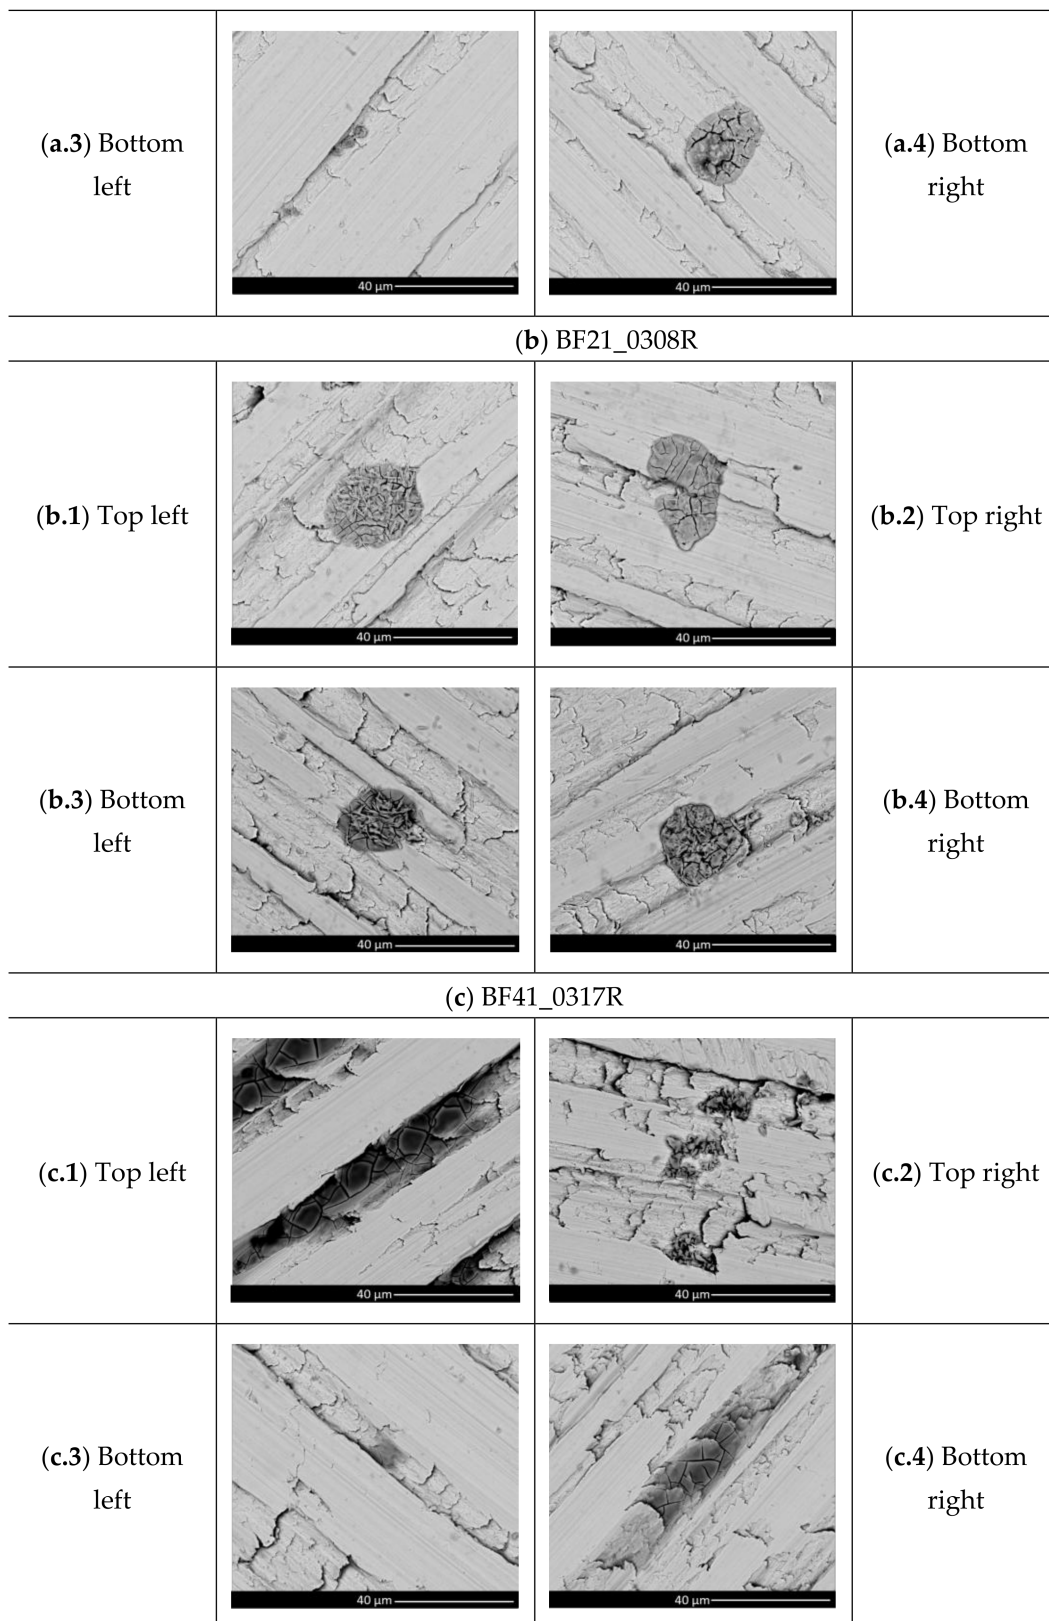 (a.3) Bottom
left
40 µm
40 µm
(a.4) Bottom
right
(b) BF21_0308R
(b.1) Top left
40 µm
40 µm
(b.2) Top right
(b.3) Bottom
left
40 µm
40 µm
(b.4) Bottom
right
(c) BF41_0317R
(c.1) Top left
40 µm
40 µm
(c.2) Top right
(c.3) Bottom
left
40 µm
40 µm
(c.4) Bottom
right